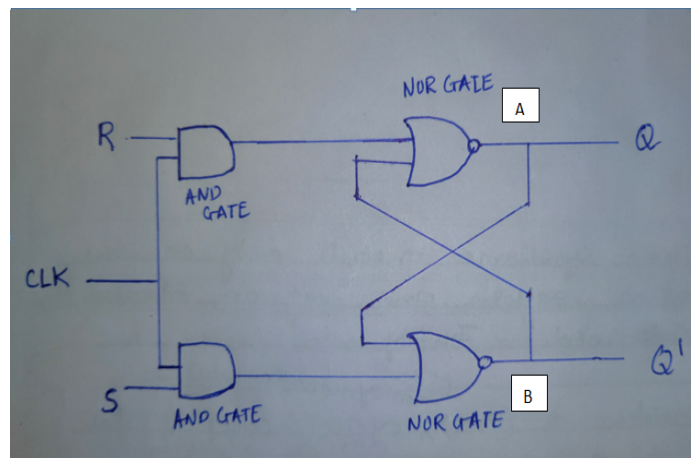 NOR GATE
A
R
Q
AND
GATE
CLK
Q'
S
B
AND GATE
NOR GATE